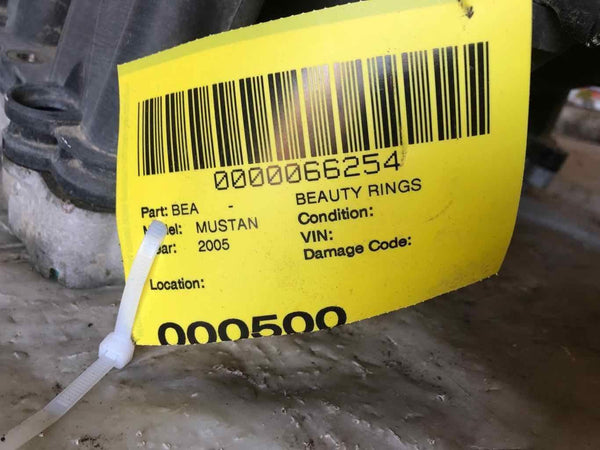 0000066254
Part: BEA - BEAUTY RINGS
MUSTAN Condition:
2005 VIN:
Damage Code:
Location:
000500